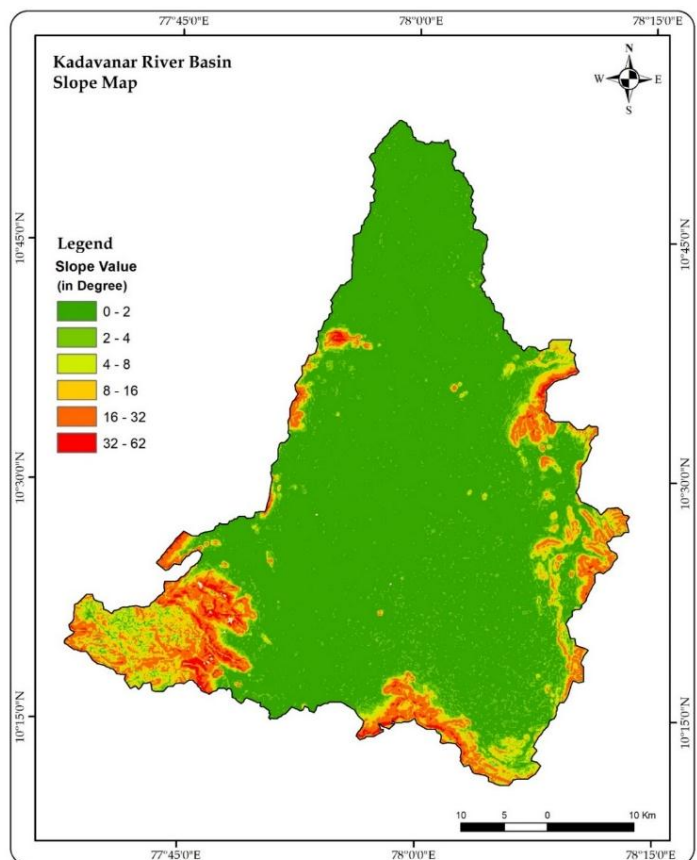 77°45'0"E
78°0'0"E
78°15'0"E
Kadavanar River Basin
Slope Map
N
W
E
S
10°45'0"N
10°45'0"N
Legend
Slope Value
(in Degree)
0 - 2
2 - 4
4 - 8
8 - 16
16 - 32
32 - 62
10°30'0"N
10°30'0"N
10°15'0"N
10°15'0"N
10 5 0 10 Km
77°45'0"E
78°0'0"E
78°15'0"E